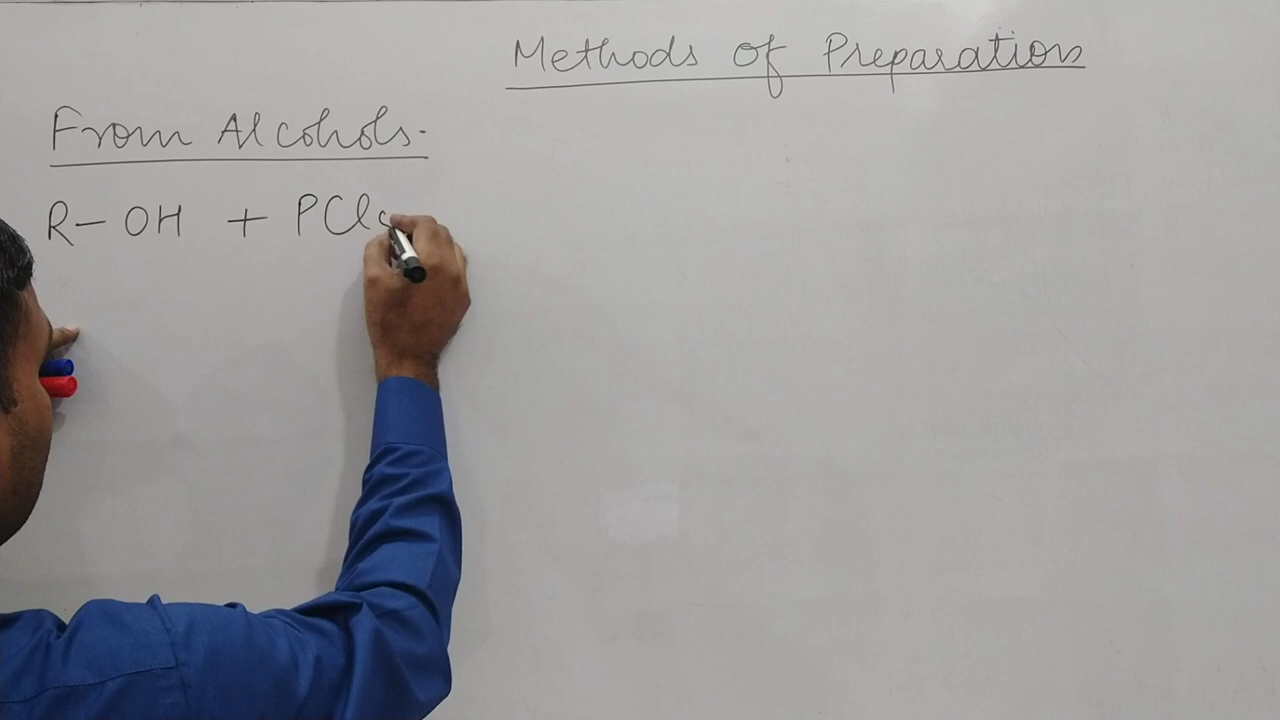 Methods of Preparation
From Alcohols.
R-OH + PCl